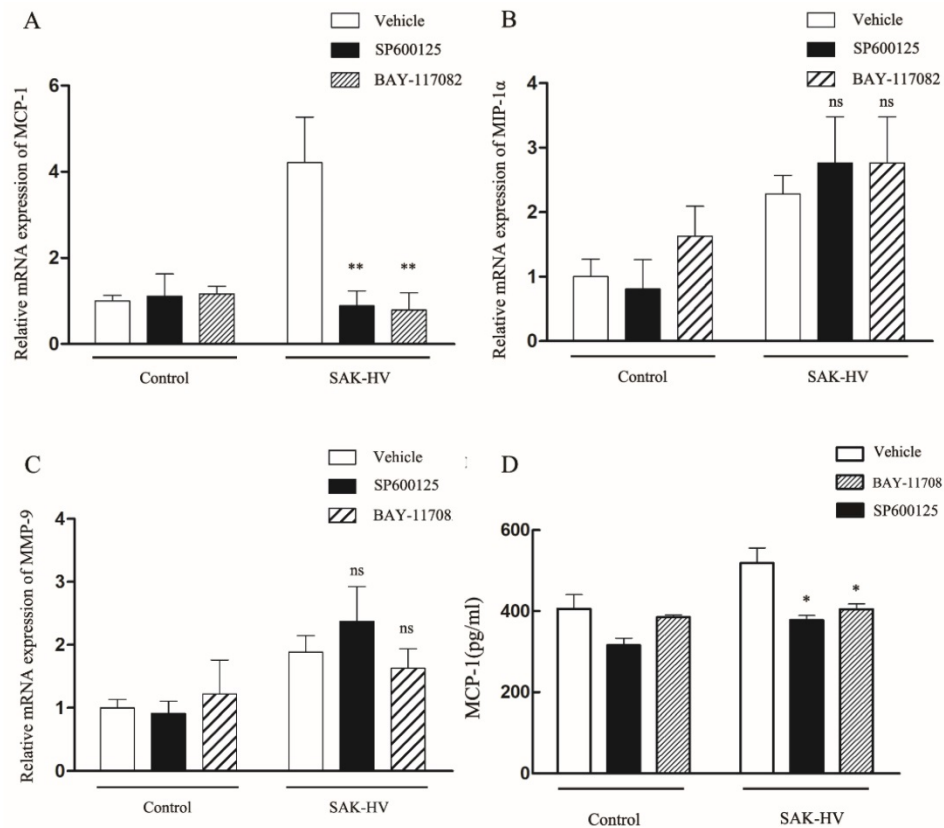 A
Vehicle
SP600125
BAY-117082
Relative mRNA expression of MCP-1
6
4
2
0
**
**
Control
SAK-HV
B
Vehicle
SP600125
BAY-117082
Relative mRNA expression of MIP-1α
4
3
2
1
0
ns
ns
Control
SAK-HV
C
Vehicle
SP600125
BAY-11708
Relative mRNA expression of MMP-9
4
3
2
1
0
ns
ns
Control
SAK-HV
D
Vehicle
BAY-11708
SP600125
MCP-1(pg/ml)
600
400
200
0
*
*
Control
SAK-HV